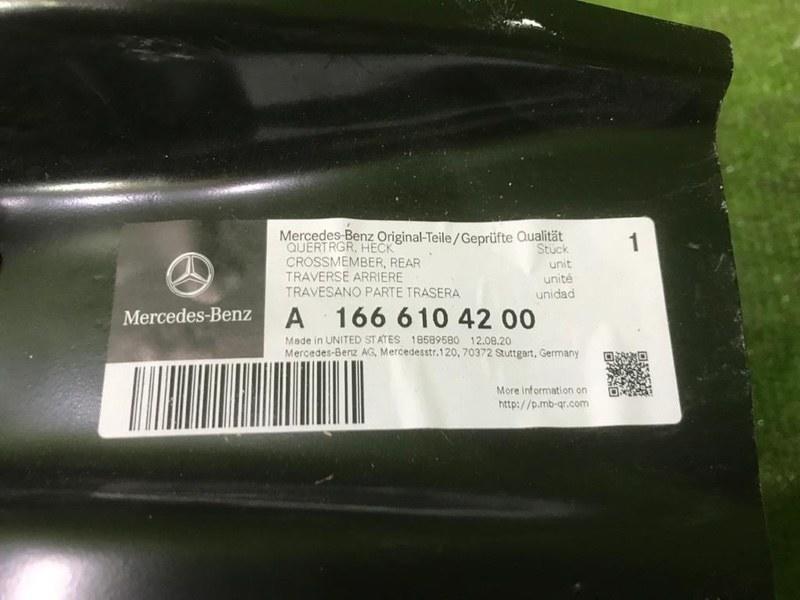 Mercedes-Benz Original-Teile/Geprüfte Qualität
QUERTRGR, HECK Stück 1
CROSSMEMBER, REAR unit
TRAVERSE ARRIERE unité
TRAVESANO PARTE TRASERA unidad
Mercedes-Benz
A 166 610 42 00
Made in UNITED STATES 18589580 12.08.20
Mercedes-Benz AG, Mercedesstr.120, 70372 Stuttgart, Germany
More information on
http://p.mb-qr.com